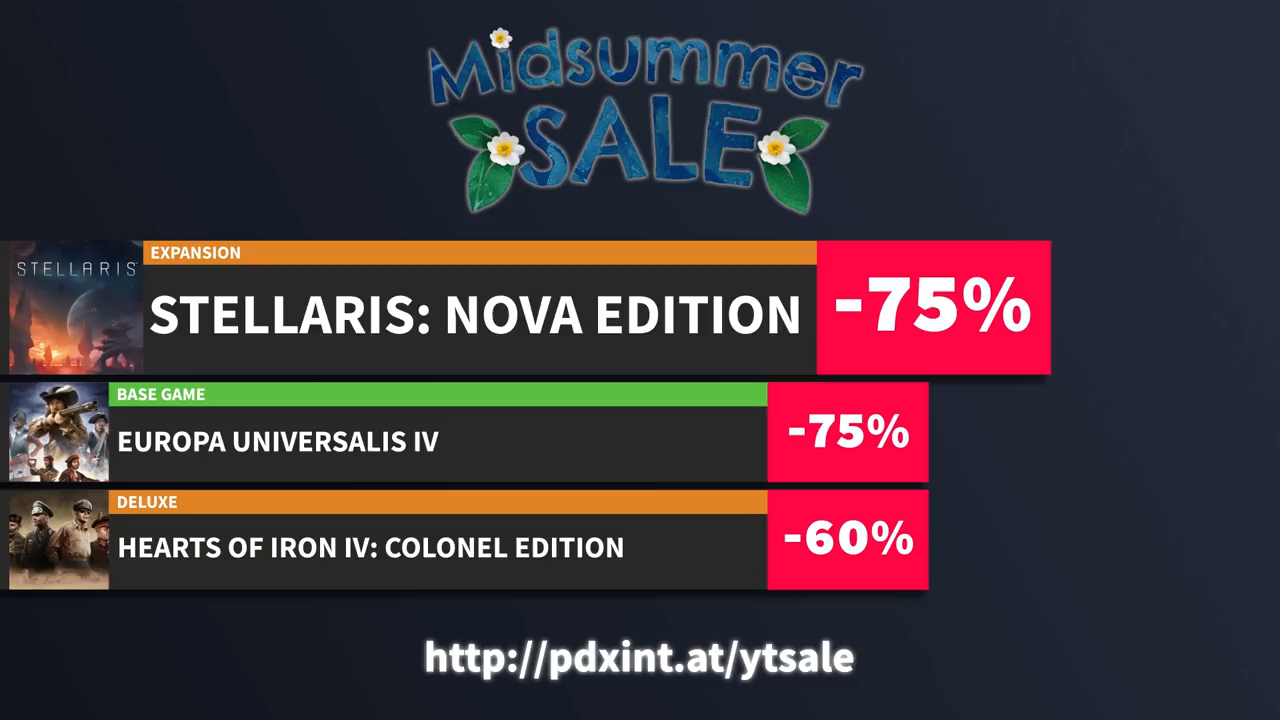 Midsummer
SALE
STELLARIS
EXPANSION
STELLARIS: NOVA EDITION
-75%
BASE GAME
EUROPA UNIVERSALIS IV
-75%
DELUXE
HEARTS OF IRON IV: COLONEL EDITION
-60%
http://pdxint.at/ytsale